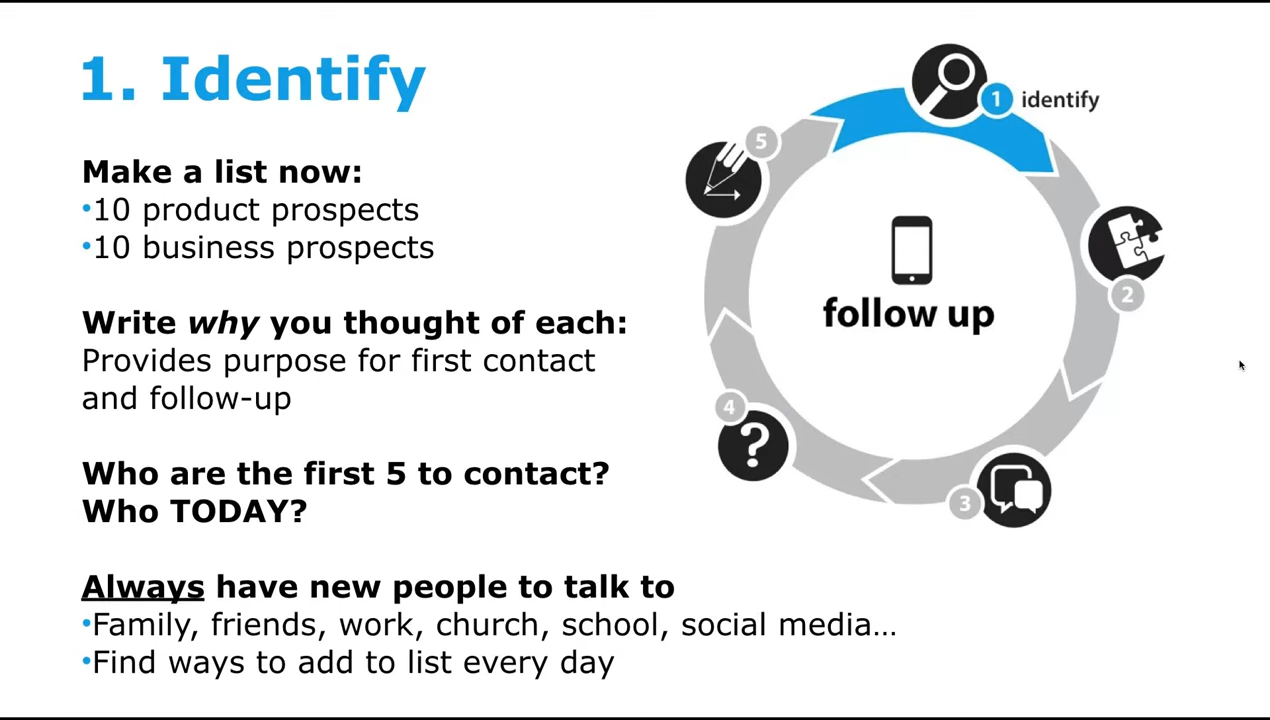 1. Identify
Make a list now:
•10 product prospects
•10 business prospects
Write why you thought of each:
Provides purpose for first contact
and follow-up
Who are the first 5 to contact?
Who TODAY?
Always have new people to talk to
•Family, friends, work, church, school, social media…
•Find ways to add to list every day
1 identify
2
3
4
?
5
follow up